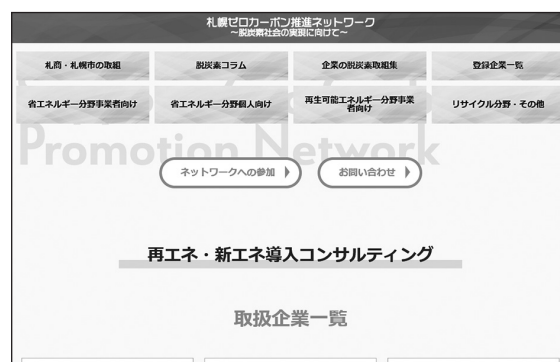 札幌ゼロカーボン推進ネットワーク
～脱炭素社会の実現に向けて～
札商・札幌市の取組
脱炭素コラム
企業の脱炭素取組集
登録企業一覧
省エネルギー分野事業者向け
省エネルギー分野個人向け
再生可能エネルギー分野事業
者向け
リサイクル分野・その他
Promotion Network
ネットワークへの参加
お問い合わせ
再エネ・新エネ導入コンサルティング
取扱企業一覧